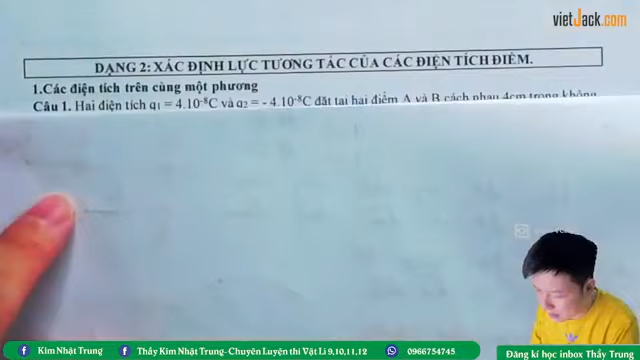 vietJack.com
DẠNG 2: XÁC ĐỊNH LỰC TƯƠNG TÁC CỦA CÁC ĐIỆN TÍCH ĐIỂM.
1.Các điện tích trên cùng một phương
Câu 1. Hai điện tích q₁ = 4.10⁻⁸C và q₂ = - 4.10⁻⁸C đặt tại hai điểm A và B cách nhau 4cm trong không
Kim Nhật Trung
Thầy Kim Nhật Trung- Chuyên Luyện thi Vật Lí 9,10,11,12
0966754745
Đăng kí học inbox Thầy Trung